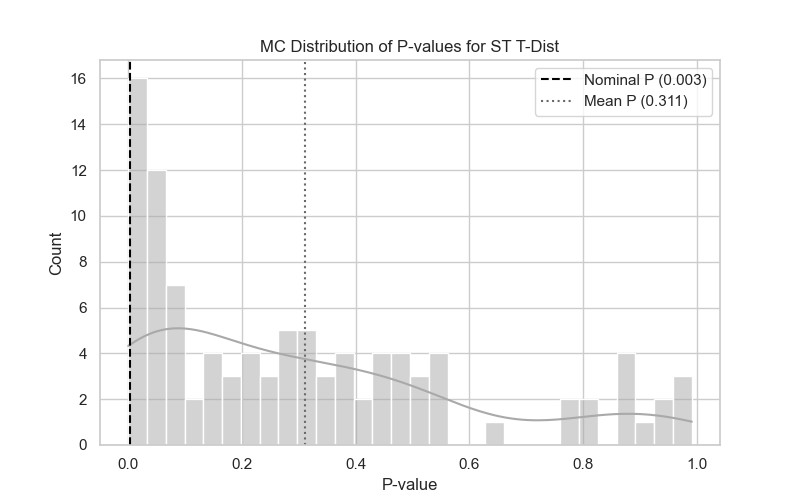 MC Distribution of P-values for ST T-Dist
Nominal P (0.003)
Mean P (0.311)
Count
16
14
12
10
8
6
4
2
0
0.0 0.2 0.4 0.6 0.8 1.0
P-value